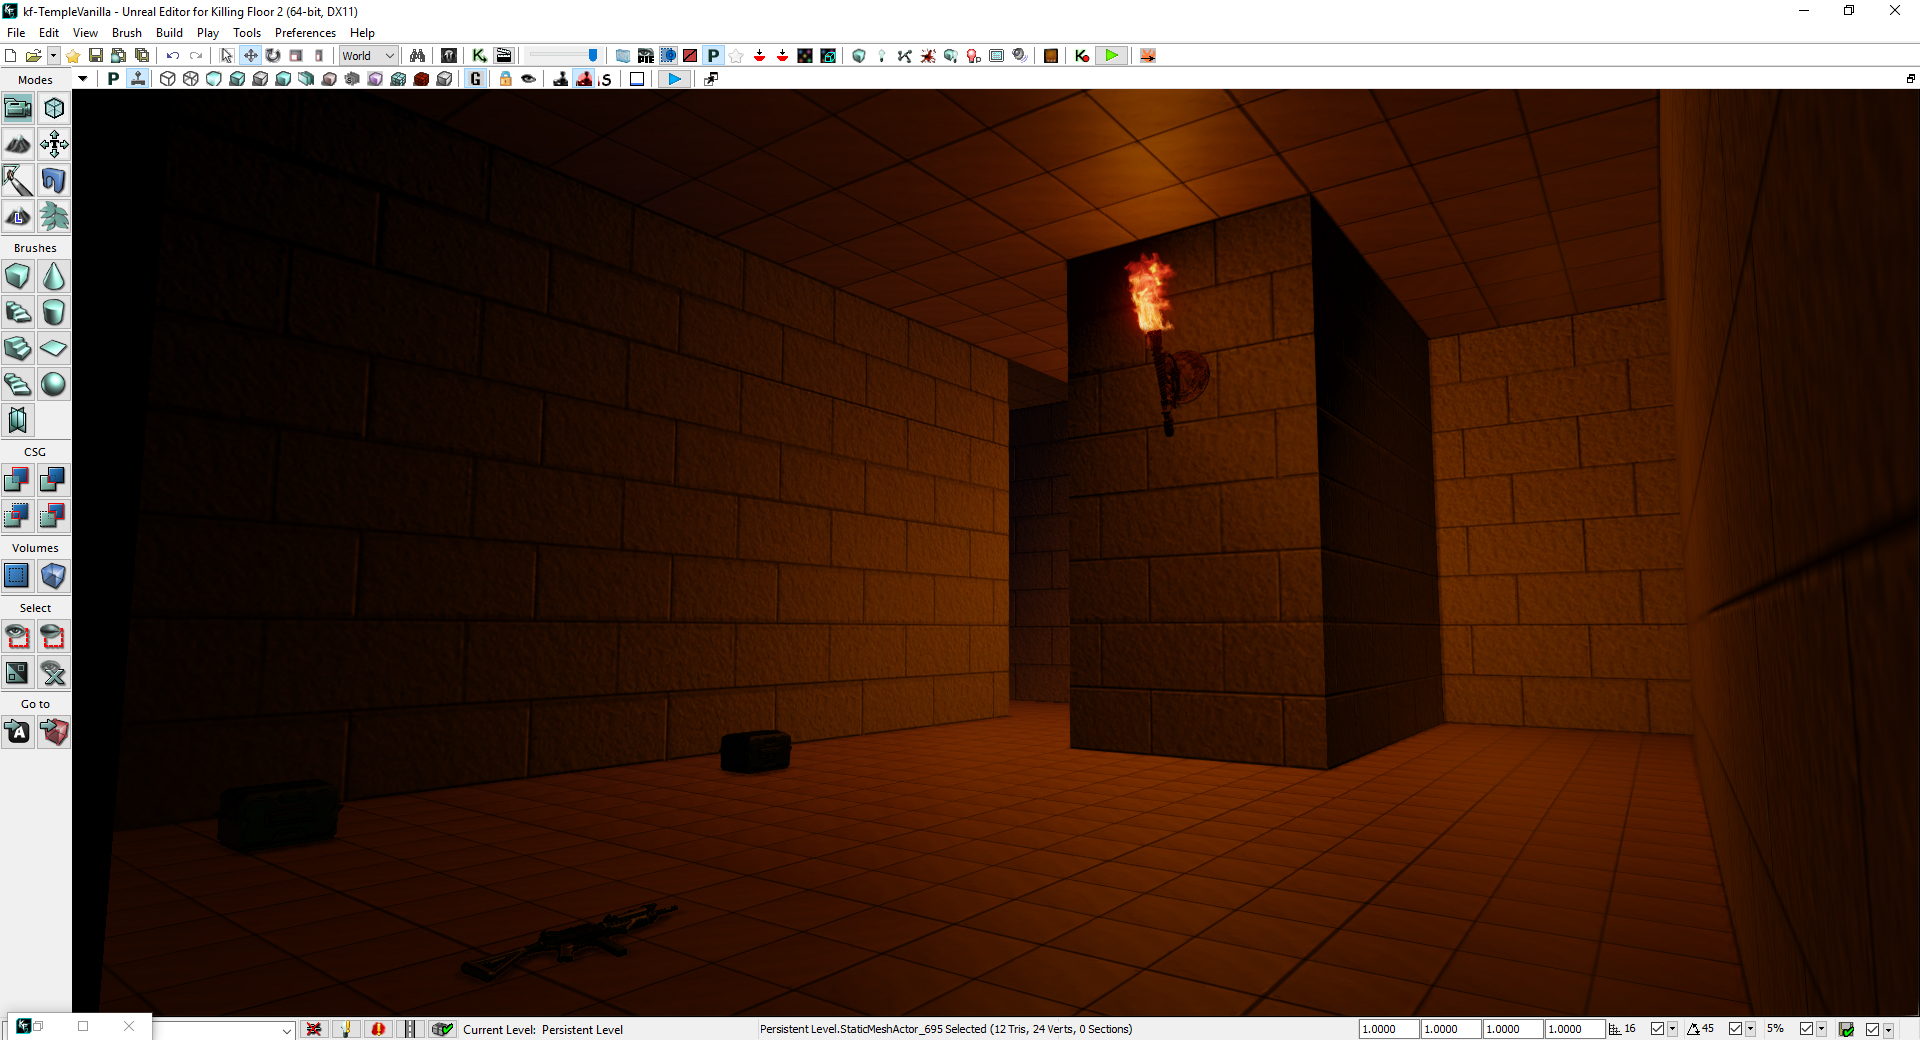 kf-TempleVanilla - Unreal Editor for Killing Floor 2 (64-bit, DX11)
File Edit View Brush Build Play Tools Preferences Help
World
Modes
Brushes
CSG
Volumes
Select
Go to
Current Level: Persistent Level
Persistent Level.StaticMeshActor_695 Selected (12 Tris, 24 Verts, 0 Sections)
1.0000 1.0000 1.0000 1.0000 16 45 5%